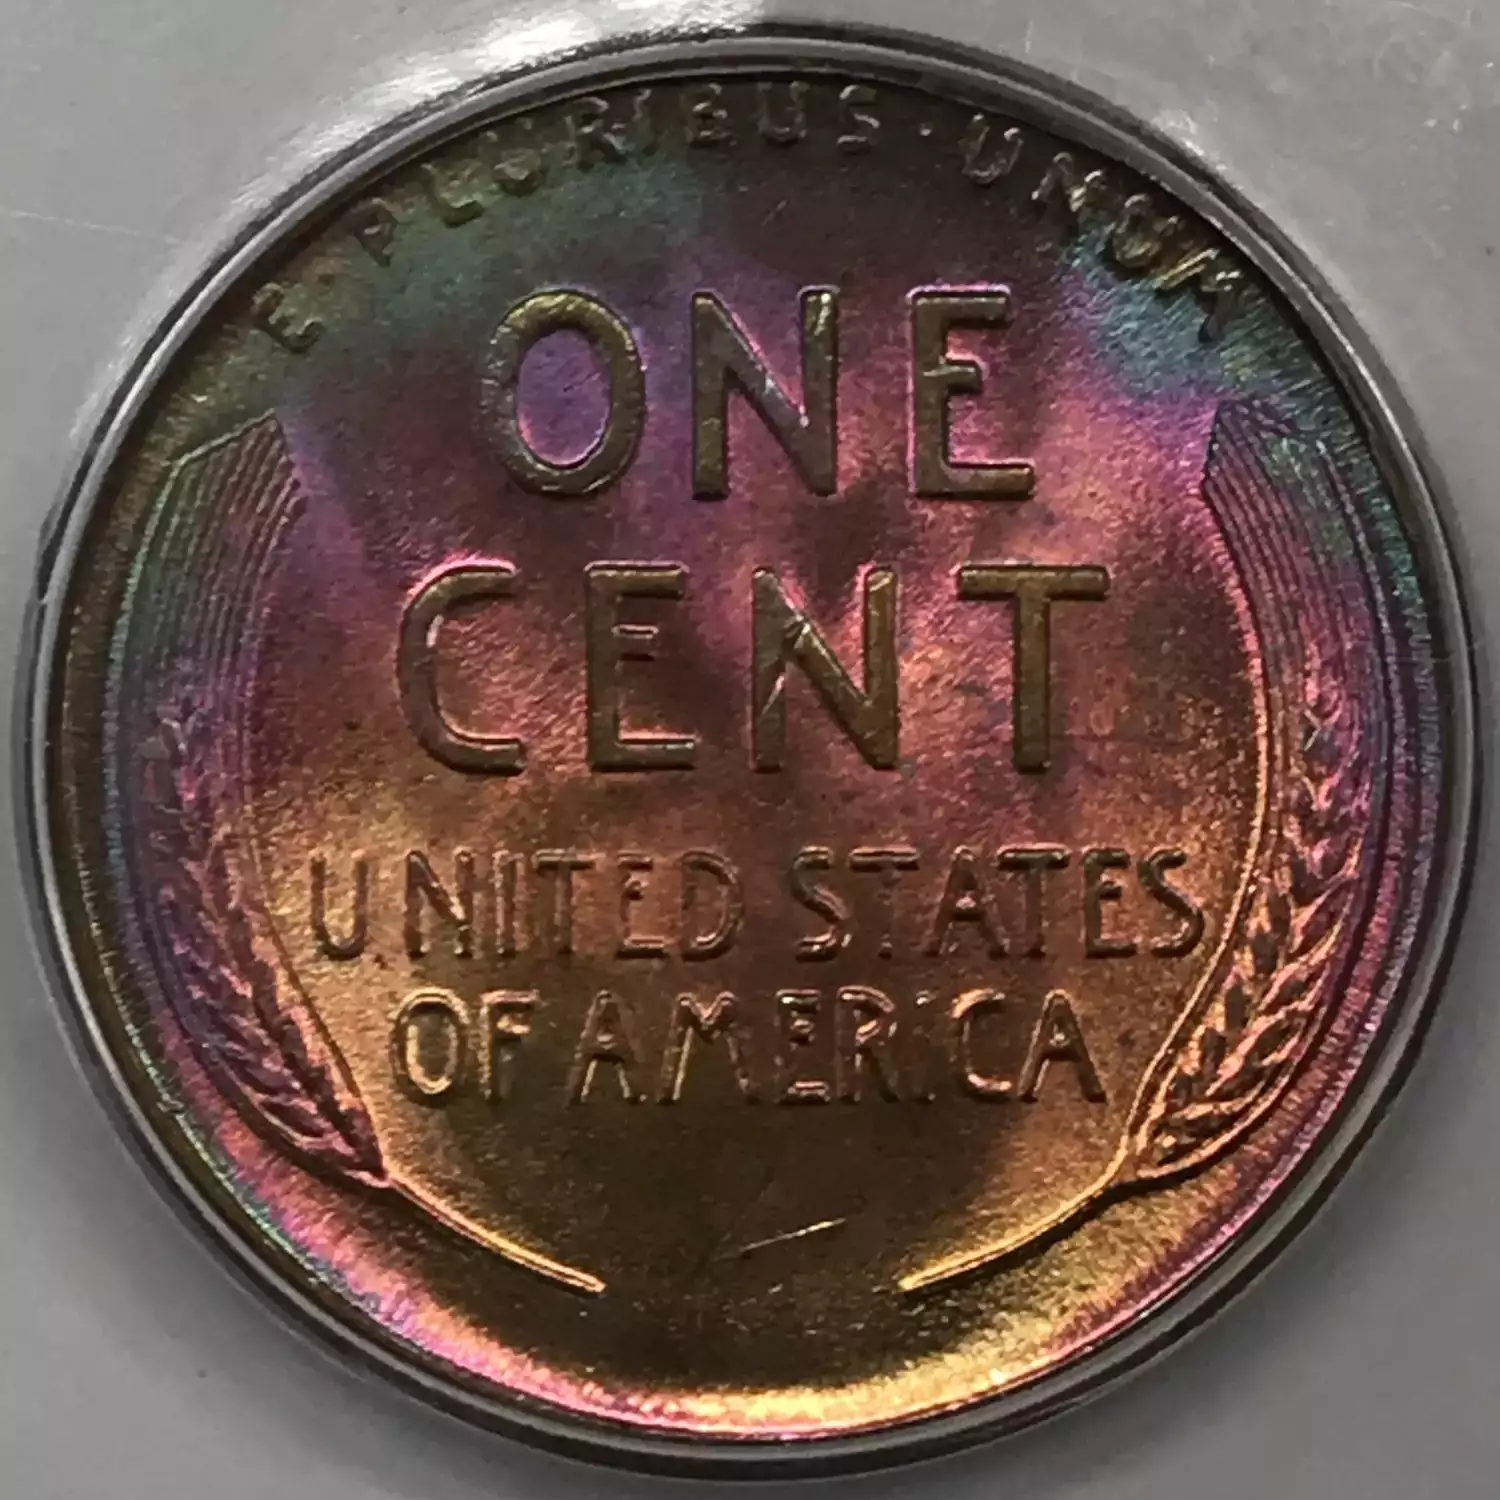 E·PLURIBUS·UNUM
ONE
CENT
UNITED STATES
OF AMERICA